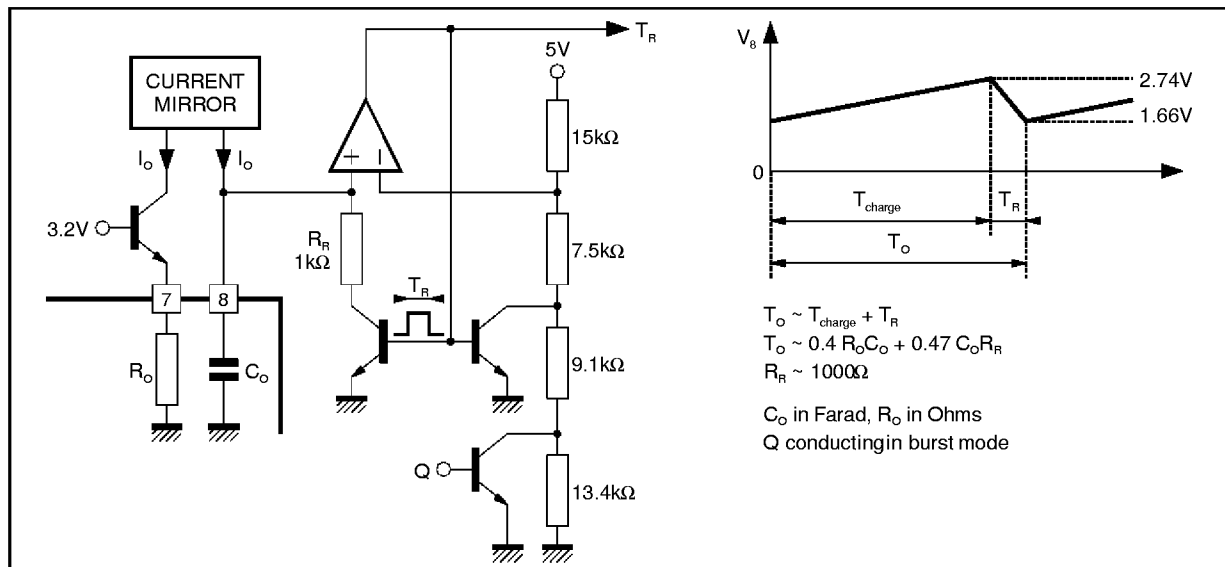 CURRENT
MIRROR
I_O
I_O
3.2V
7
8
R_O
C_O
+
−
R_R
1kΩ
T_R
T_R
5V
15kΩ
7.5kΩ
9.1kΩ
13.4kΩ
Q
V_8
2.74V
1.66V
0
T_charge
T_R
T_O
T_O ~ T_charge + T_R
T_O ~ 0.4 R_OC_O + 0.47 C_OR_R
R_R ~ 1000Ω
C_O in Farad, R_O in Ohms
Q conductingin burst mode